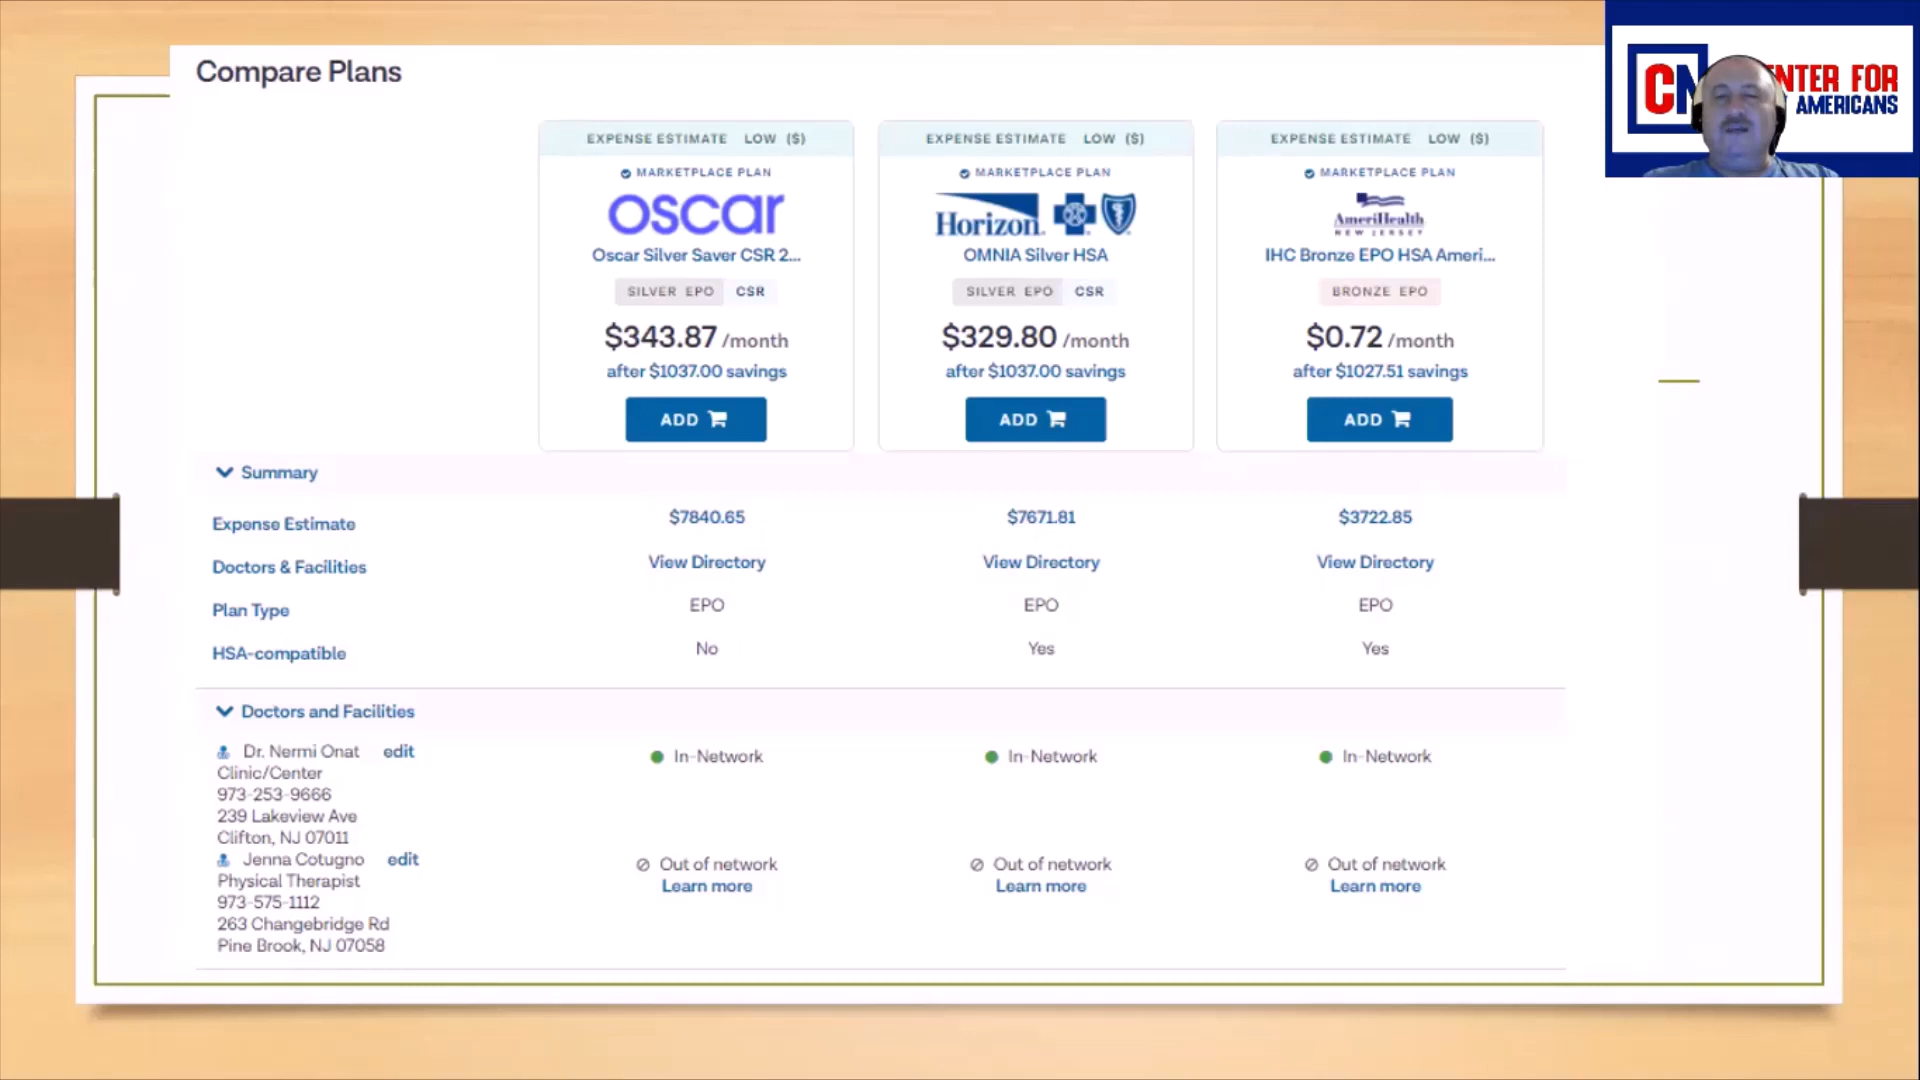 Compare Plans
CENTER FOR
AMERICANS
EXPENSE ESTIMATE LOW ($)
MARKETPLACE PLAN
oscar
Oscar Silver Saver CSR 2...
SILVER EPO CSR
$343.87 /month
after $1037.00 savings
ADD
EXPENSE ESTIMATE LOW ($)
MARKETPLACE PLAN
Horizon
OMNIA Silver HSA
SILVER EPO CSR
$329.80 /month
after $1037.00 savings
ADD
EXPENSE ESTIMATE LOW ($)
MARKETPLACE PLAN
AmeriHealth
NEW JERSEY
IHC Bronze EPO HSA Ameri...
BRONZE EPO
$0.72 /month
after $1027.51 savings
ADD
Summary
Expense Estimate $7840.65 $7671.81 $3722.85
Doctors & Facilities View Directory View Directory View Directory
Plan Type EPO EPO EPO
HSA-compatible No Yes Yes
Doctors and Facilities
Dr. Nermi Onat edit In-Network In-Network In-Network
Clinic/Center
973-253-9666
239 Lakeview Ave
Clifton, NJ 07011
Jenna Cotugno edit Out of network Out of network Out of network
Physical Therapist Learn more Learn more Learn more
973-575-1112
263 Changebridge Rd
Pine Brook, NJ 07058